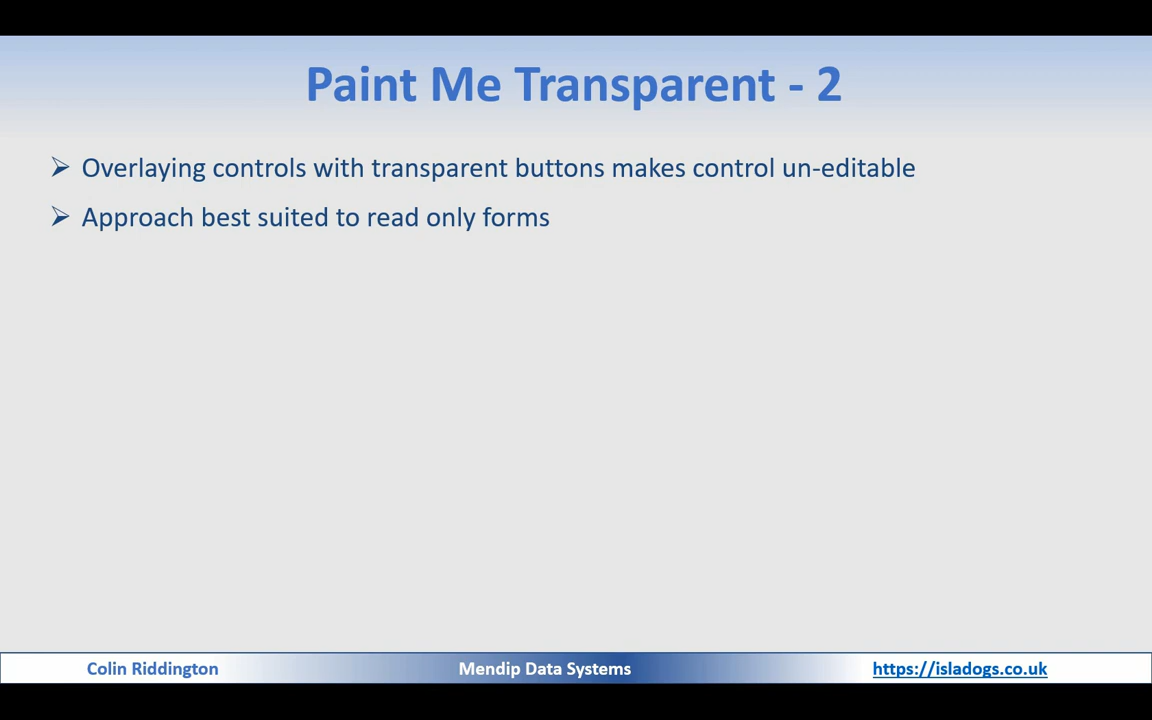 Paint Me Transparent - 2
➢ Overlaying controls with transparent buttons makes control un-editable
➢ Approach best suited to read only forms
Colin Riddington
Mendip Data Systems
https://isladogs.co.uk